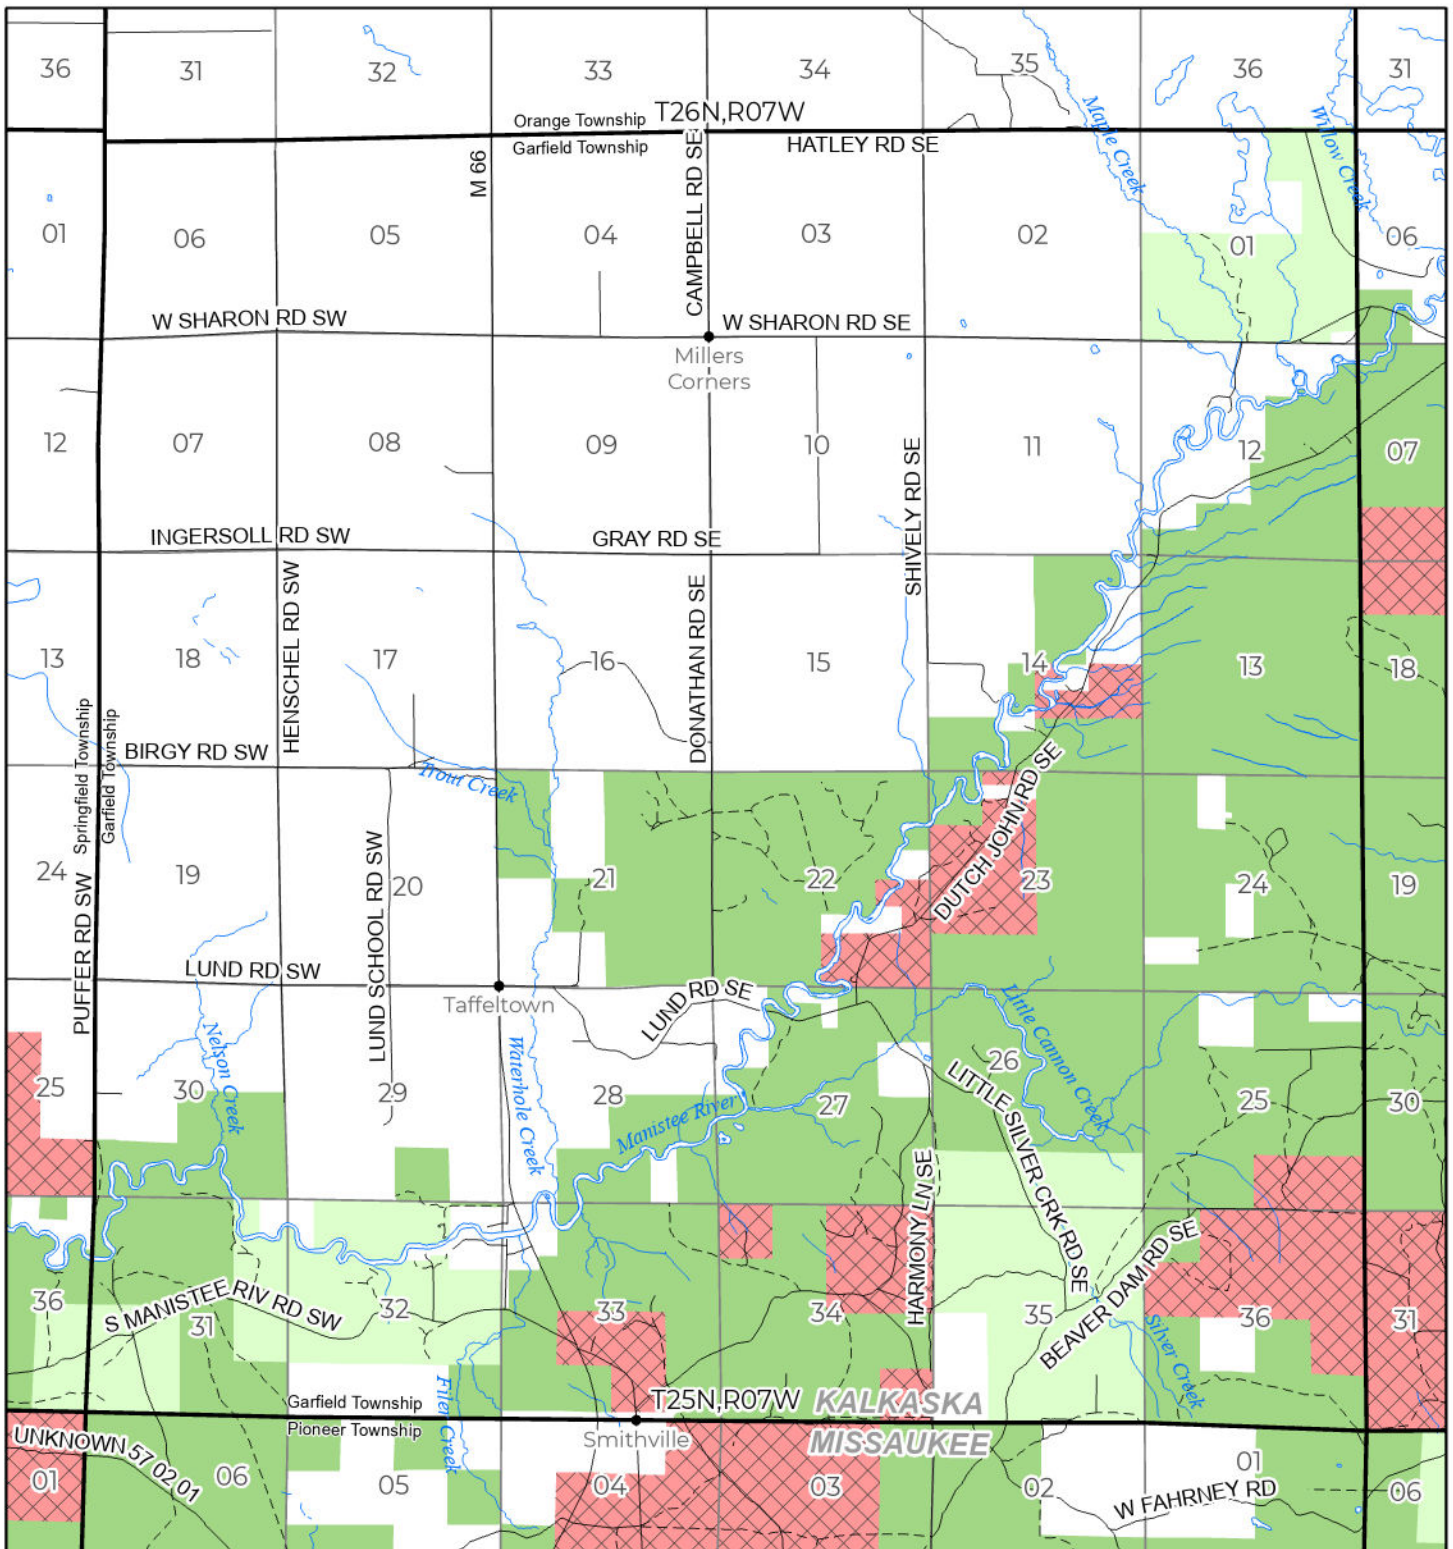 36
31
32
33
34
35
36
31
T26N,R07W
Orange Township
Garfield Township
HATLEY RD SE
M 66
CAMPBELL RD SE
Maple Creek
Willow Creek
01
06
05
04
03
02
01
06
W SHARON RD SW
W SHARON RD SE
Millers
Corners
12
07
08
09
10
11
12
07
SHIVELY RD SE
INGERSOLL RD SW
GRAY RD SE
HENSCHEL RD SW
DONATHAN RD SE
13
18
17
16
15
14
13
18
Springfield Township
Garfield Township
BIRGY RD SW
Trout Creek
DUTCH JOHN RD SE
24
19
20
21
22
23
24
19
PUFFER RD SW
LUND SCHOOL RD SW
LUND RD SW
Taffeltown
LUND RD SE
Little Cannon Creek
Nelson Creek
Waterhole Creek
25
30
29
28
27
26
25
30
Manistee River
LITTLE SILVER CRK RD SE
HARMONY LN SE
BEAVER DAM RD SE
36
31
32
33
34
35
36
31
S MANISTEE RIV RD SW
Silver Creek
Filer Creek
Garfield Township
Pioneer Township
T25N,R07W
KALKASKA
MISSAUKEE
Smithville
UNKNOWN 57 02 01
01
06
05
04
03
02
01
06
W FAHRNEY RD